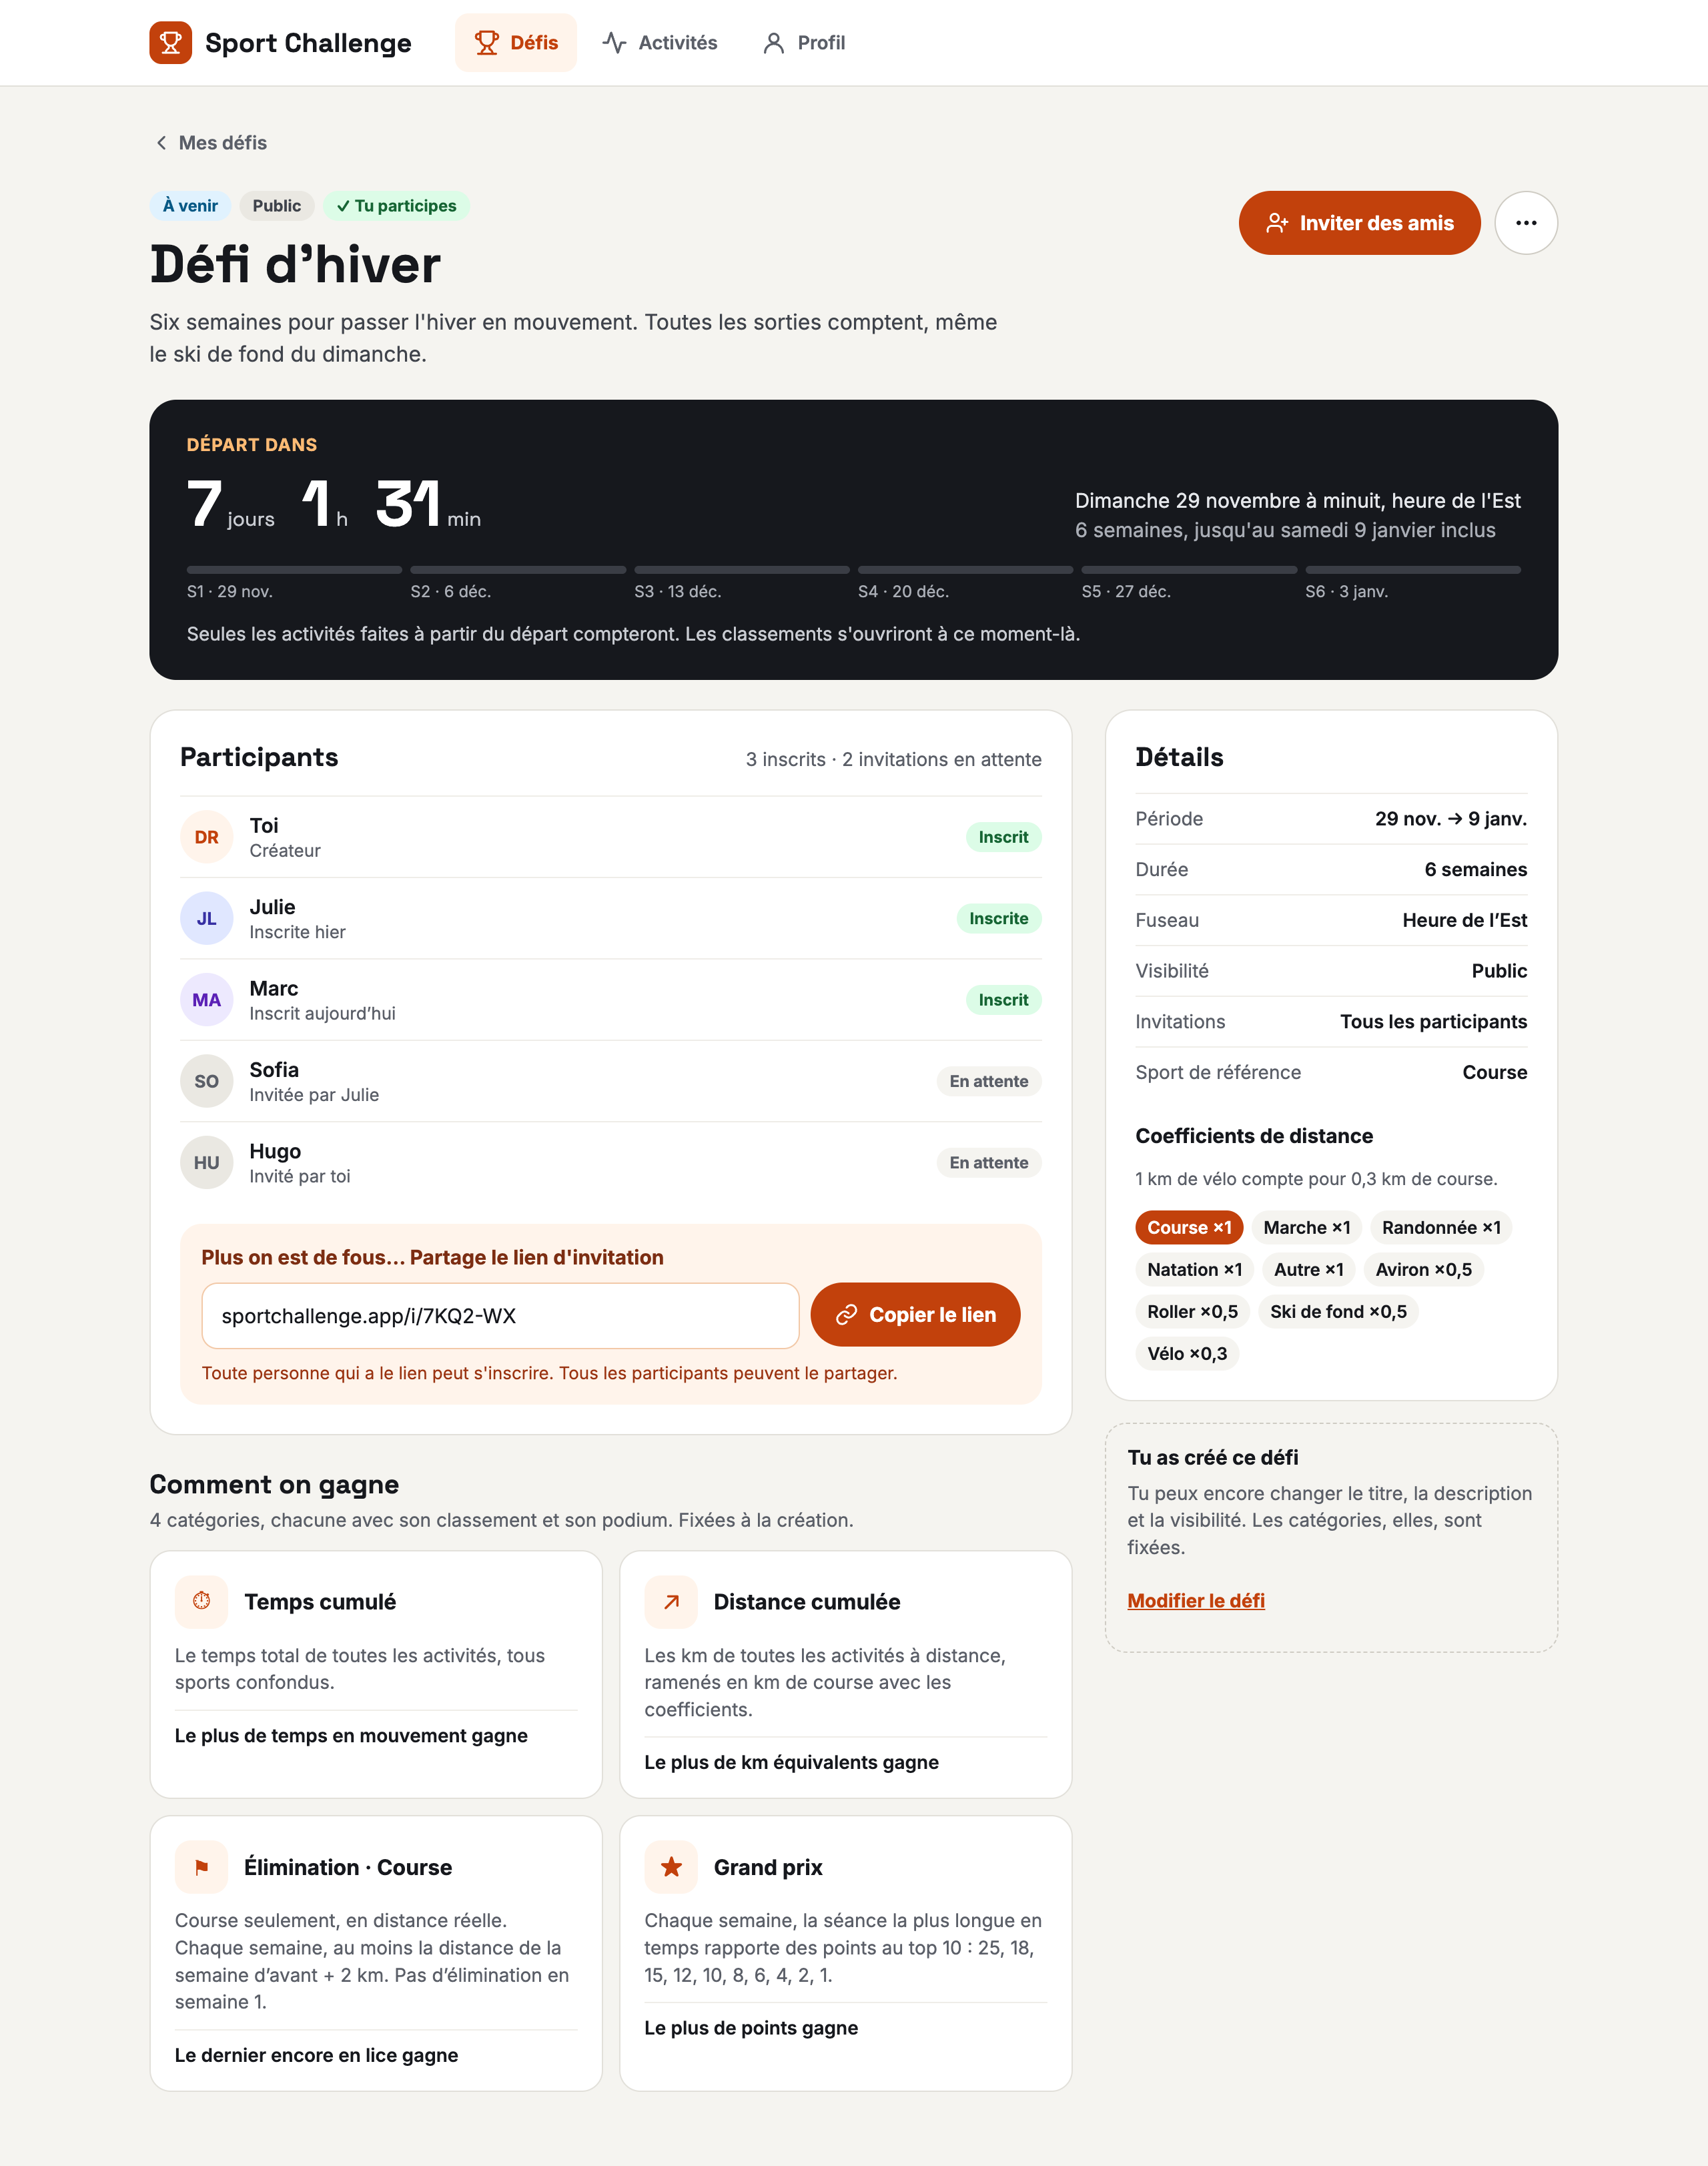 Sport Challenge
Défis
Activités
Profil
Mes défis
À venir
Public
✓ Tu participes
Inviter des amis
Défi d’hiver
Six semaines pour passer l'hiver en mouvement. Toutes les sorties comptent, même
le ski de fond du dimanche.
DÉPART DANS
7 jours 1 h 31 min
Dimanche 29 novembre à minuit, heure de l'Est
6 semaines, jusqu'au samedi 9 janvier inclus
S1 · 29 nov.
S2 · 6 déc.
S3 · 13 déc.
S4 · 20 déc.
S5 · 27 déc.
S6 · 3 janv.
Seules les activités faites à partir du départ compteront. Les classements s'ouvriront à ce moment-là.
Participants
3 inscrits · 2 invitations en attente
DR
Toi
Créateur
Inscrit
JL
Julie
Inscrite hier
Inscrite
MA
Marc
Inscrit aujourd’hui
Inscrit
SO
Sofia
Invitée par Julie
En attente
HU
Hugo
Invité par toi
En attente
Plus on est de fous… Partage le lien d'invitation
sportchallenge.app/i/7KQ2-WX
Copier le lien
Toute personne qui a le lien peut s'inscrire. Tous les participants peuvent le partager.
Détails
Période 29 nov. → 9 janv.
Durée 6 semaines
Fuseau Heure de l’Est
Visibilité Public
Invitations Tous les participants
Sport de référence Course
Coefficients de distance
1 km de vélo compte pour 0,3 km de course.
Course ×1 Marche ×1 Randonnée ×1
Natation ×1 Autre ×1 Aviron ×0,5
Roller ×0,5 Ski de fond ×0,5
Vélo ×0,3
Tu as créé ce défi
Tu peux encore changer le titre, la description
et la visibilité. Les catégories, elles, sont
fixées.
Modifier le défi
Comment on gagne
4 catégories, chacune avec son classement et son podium. Fixées à la création.
Temps cumulé
Le temps total de toutes les activités, tous
sports confondus.
Le plus de temps en mouvement gagne
Distance cumulée
Les km de toutes les activités à distance,
ramenés en km de course avec les
coefficients.
Le plus de km équivalents gagne
Élimination · Course
Course seulement, en distance réelle.
Chaque semaine, au moins la distance de la
semaine d’avant + 2 km. Pas d’élimination en
semaine 1.
Le dernier encore en lice gagne
Grand prix
Chaque semaine, la séance la plus longue en
temps rapporte des points au top 10 : 25, 18,
15, 12, 10, 8, 6, 4, 2, 1.
Le plus de points gagne